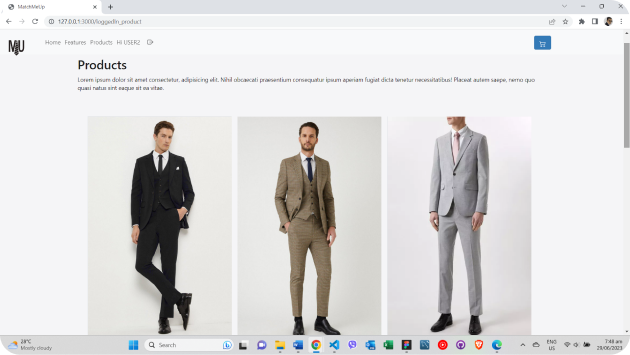 MatchMeUp
127.0.0.1:3000/loggedIn_product
MU
Home Features Products HI USER2
Products
Lorem ipsum dolor sit amet consectetur, adipisicing elit. Nihil obcaecati praesentium consequatur ipsum aperiam fugiat dicta tenetur necessitatibus! Placeat autem saepe, nemo quo
quasi natus sint eaque sit ea vitae.
28°C
Mostly cloudy
Search
ENG
US
7:48 am
29/06/2023